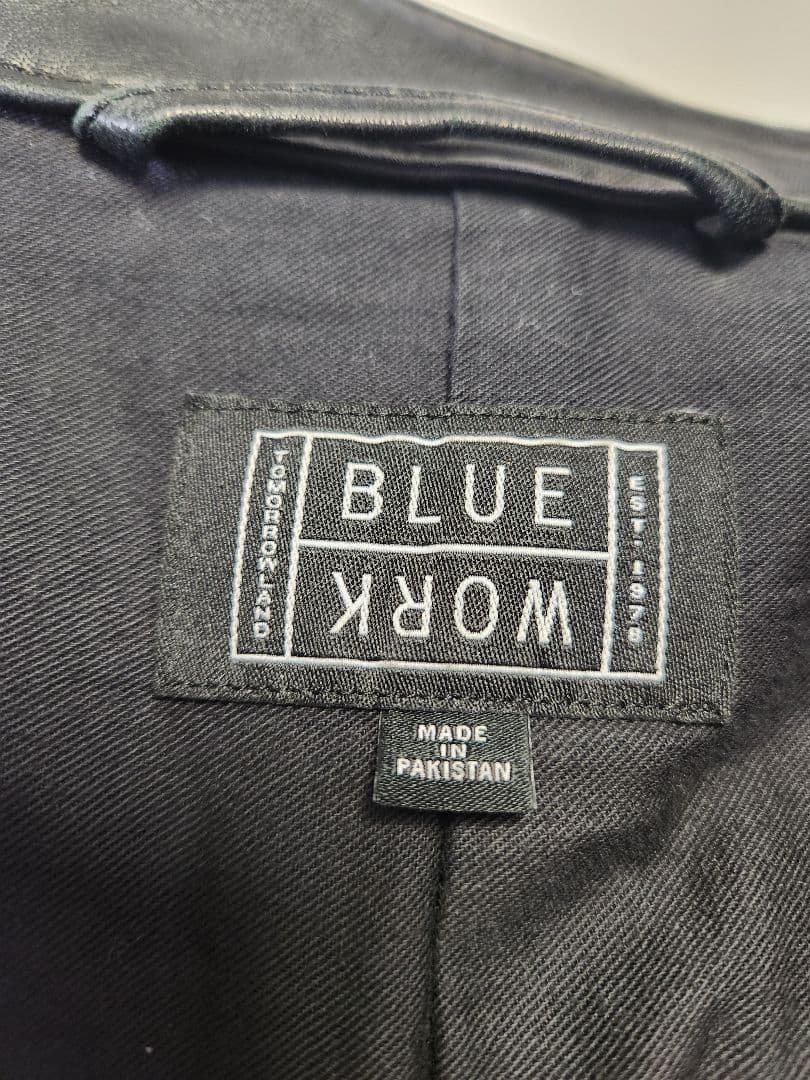 TOMORROWLAND
BLUE
WORK
EST-1978
MADE
IN
PAKISTAN